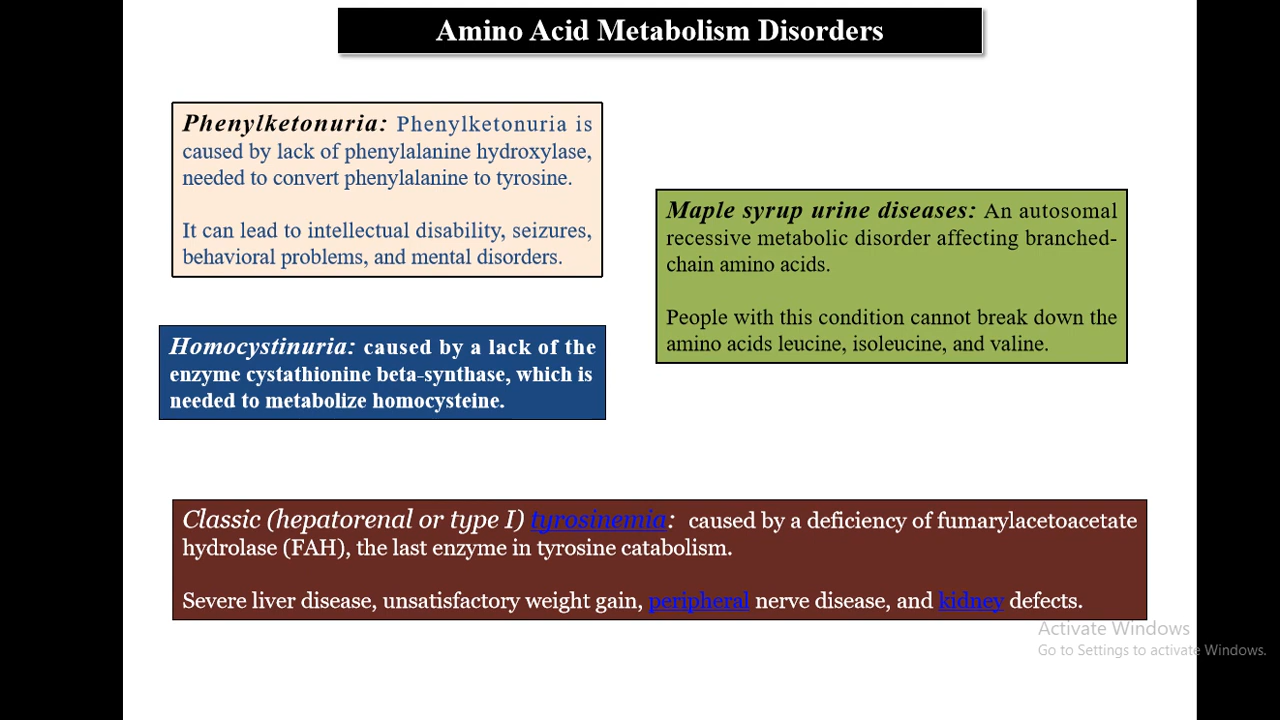 Amino Acid Metabolism Disorders
Phenylketonuria: Phenylketonuria is
caused by lack of phenylalanine hydroxylase,
needed to convert phenylalanine to tyrosine.
It can lead to intellectual disability, seizures,
behavioral problems, and mental disorders.
Maple syrup urine diseases: An autosomal
recessive metabolic disorder affecting branched-
chain amino acids.
People with this condition cannot break down the
amino acids leucine, isoleucine, and valine.
Homocystinuria: caused by a lack of the
enzyme cystathionine beta-synthase, which is
needed to metabolize homocysteine.
Classic (hepatorenal or type I) tyrosinemia: caused by a deficiency of fumarylacetoacetate
hydrolase (FAH), the last enzyme in tyrosine catabolism.
Severe liver disease, unsatisfactory weight gain, peripheral nerve disease, and kidney defects.
Activate Windows
Go to Settings to activate Windows.